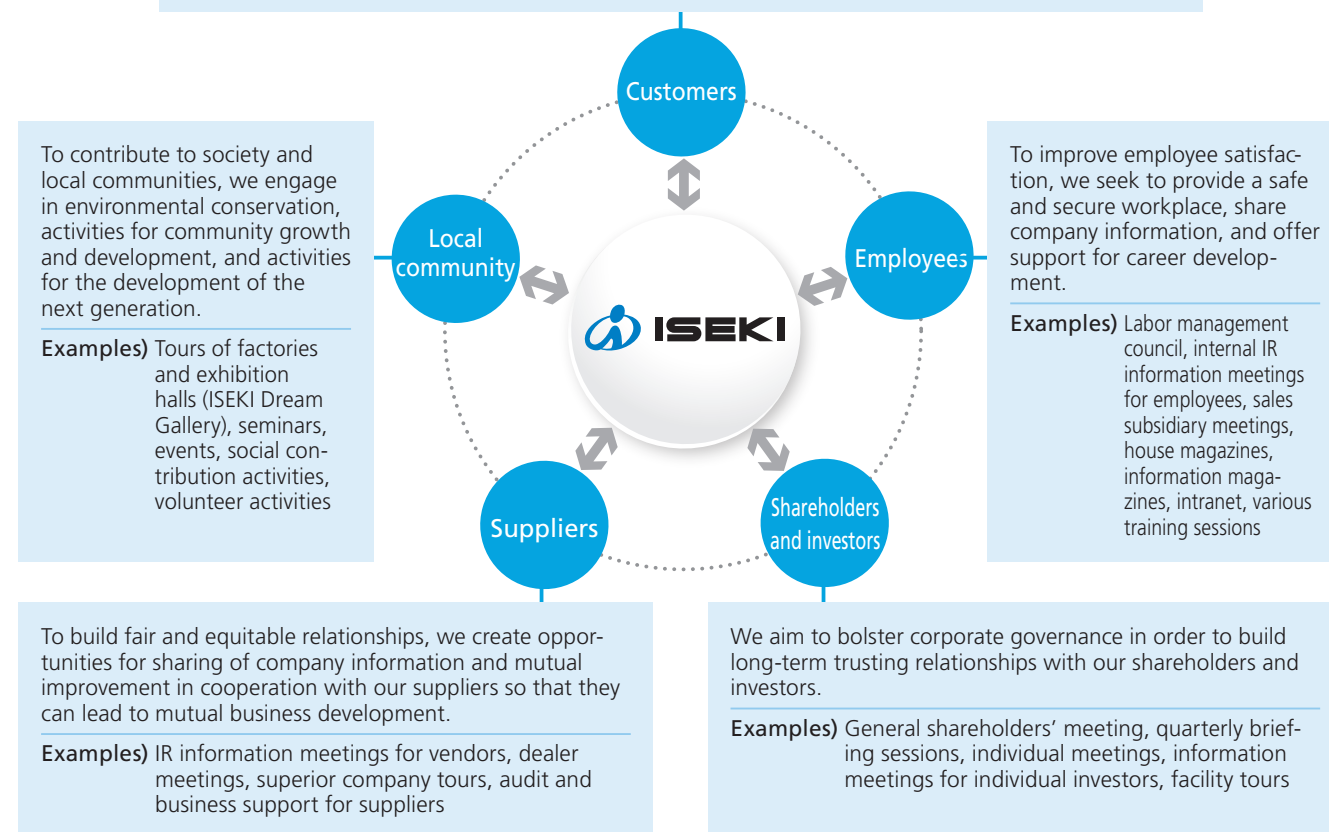 Customers
To contribute to society and
local communities, we engage
in environmental conservation,
activities for community growth
and development, and activities
for the development of the
next generation.
Examples) Tours of factories
and exhibition
halls (ISEKI Dream
Gallery), seminars,
events, social con-
tribution activities,
volunteer activities
Local
community
ISEKI
Employees
To improve employee satisfac-
tion, we seek to provide a safe
and secure workplace, share
company information, and offer
support for career develop-
ment.
Examples) Labor management
council, internal IR
information meetings
for employees, sales
subsidiary meetings,
house magazines,
information maga-
zines, intranet, various
training sessions
Suppliers
Shareholders
and investors
To build fair and equitable relationships, we create oppor-
tunities for sharing of company information and mutual
improvement in cooperation with our suppliers so that they
can lead to mutual business development.
Examples) IR information meetings for vendors, dealer
meetings, superior company tours, audit and
business support for suppliers
We aim to bolster corporate governance in order to build
long-term trusting relationships with our shareholders and
investors.
Examples) General shareholders’ meeting, quarterly brief-
ing sessions, individual meetings, information
meetings for individual investors, facility tours